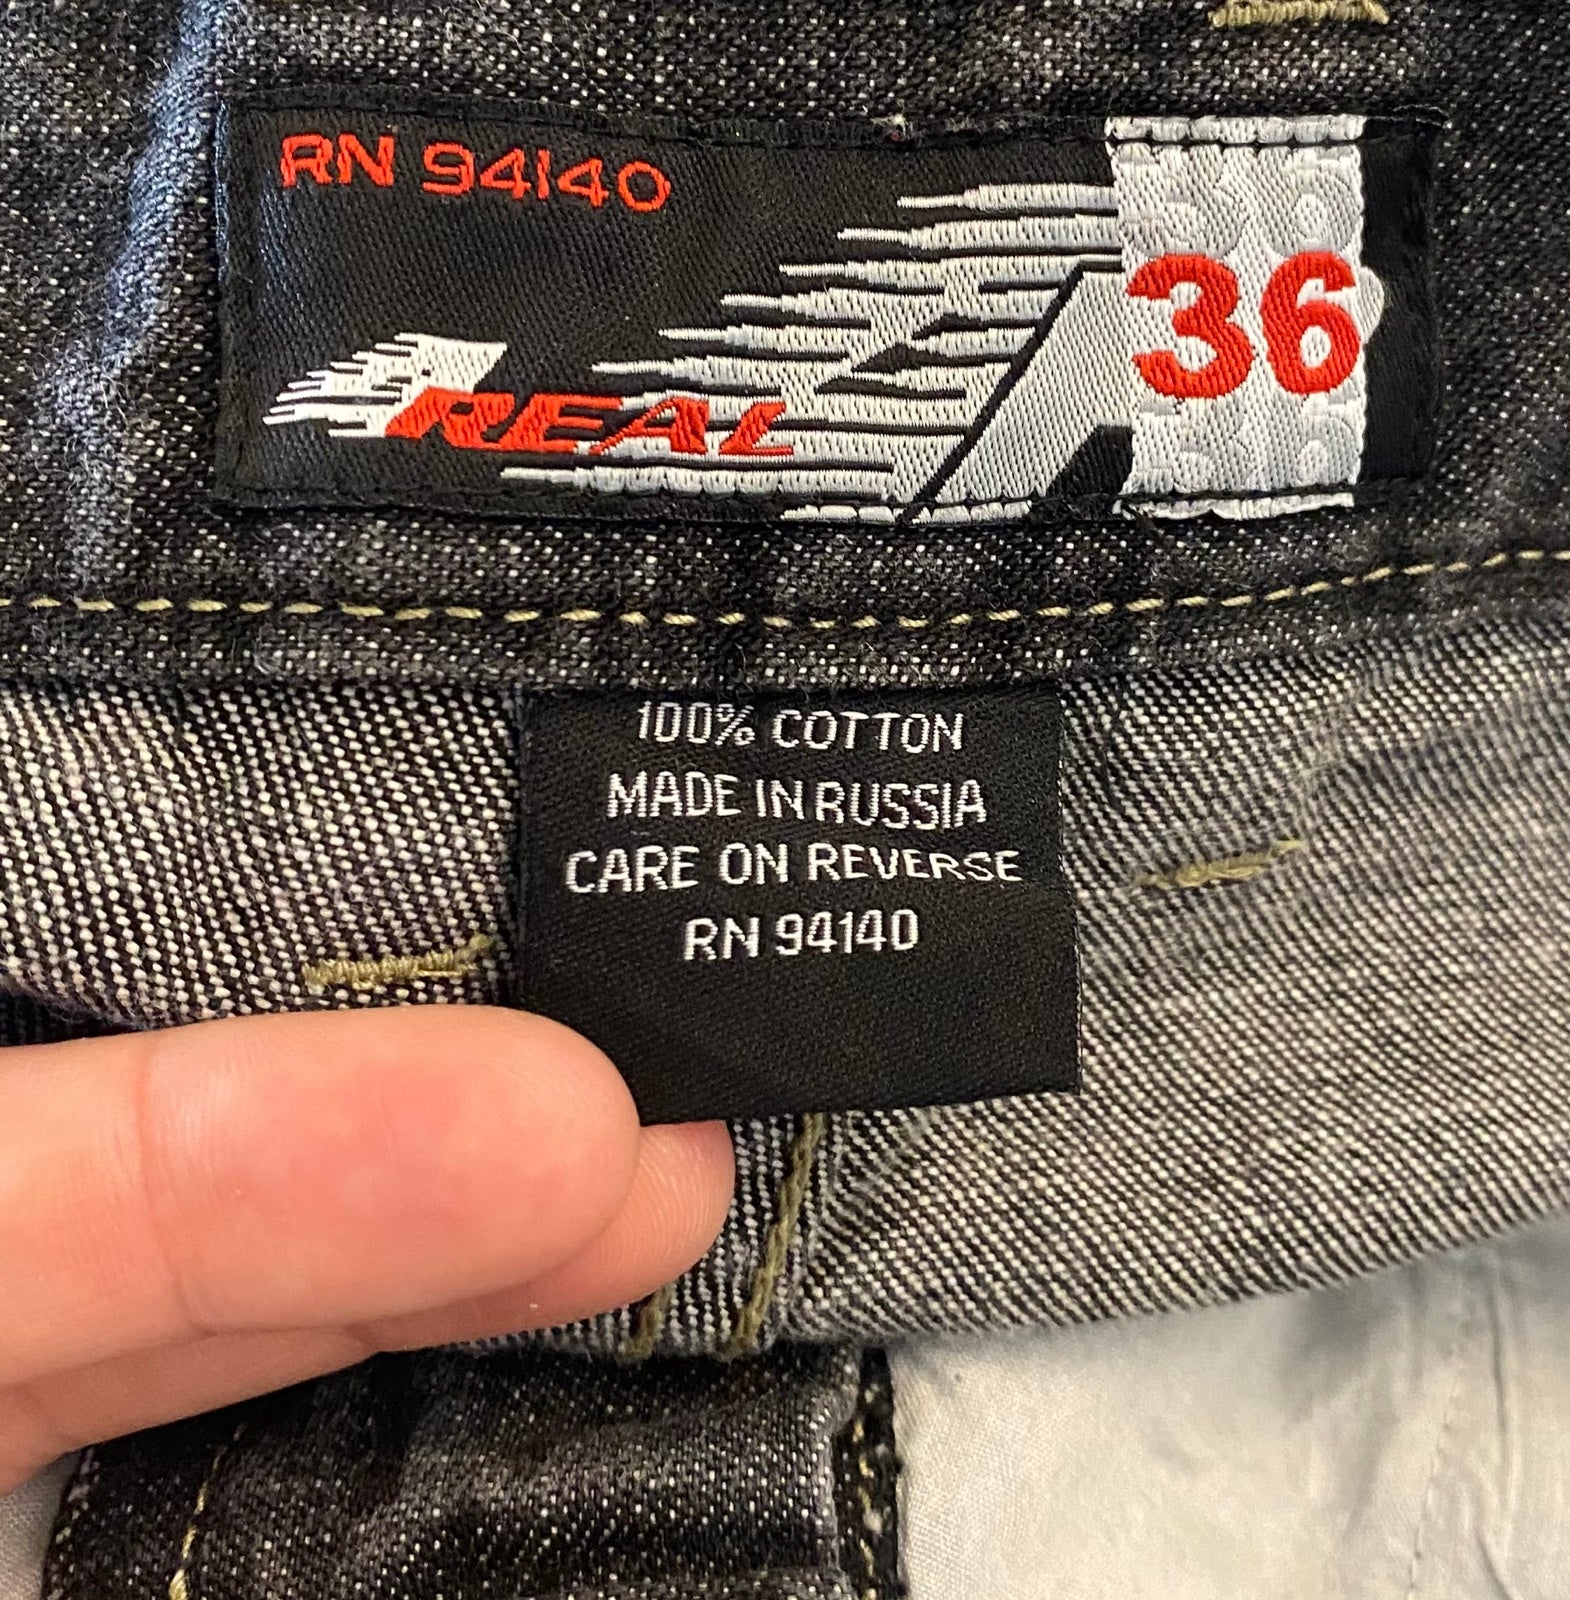 RN 94140
36
REAL
100% COTTON
MADE IN RUSSIA
CARE ON REVERSE
RN 94140